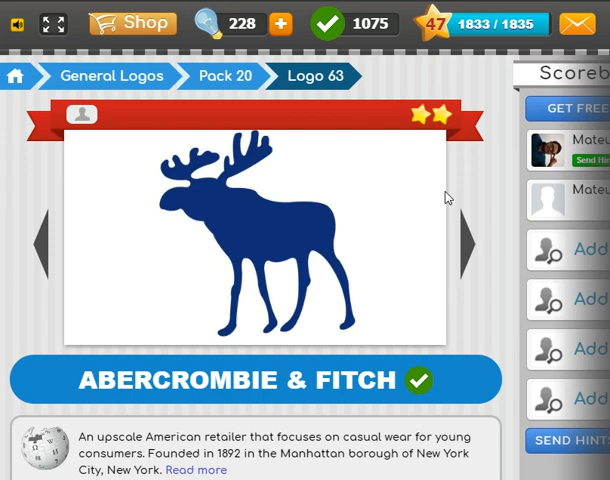 Shop
228
1075
47
1833 / 1835
General Logos
Pack 20
Logo 63
ABERCROMBIE & FITCH
An upscale American retailer that focuses on casual wear for young
consumers. Founded in 1892 in the Manhattan borough of New York
City, New York. Read more
Scoreb
GET FREE
Mateu
Send Hin
Mateu
Add
Add
Add
Add
SEND HINTS